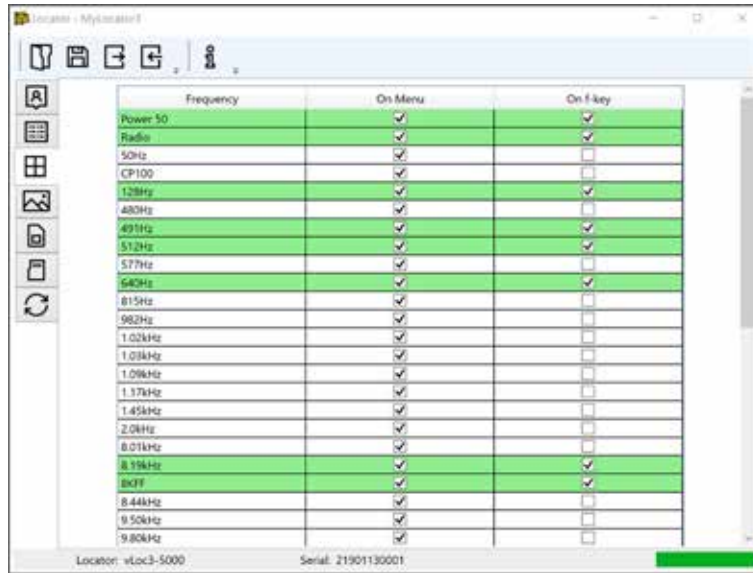 Locator - MyLocator3
Frequency On Menu On f-key
Power 50
Radio
50Hz
CP100
128Hz
480Hz
491Hz
512Hz
577Hz
640Hz
815Hz
982Hz
1.02kHz
1.03kHz
1.09kHz
1.17kHz
1.45kHz
2.0kHz
8.01kHz
8.19kHz
8KFF
8.44kHz
9.50kHz
9.80kHz
Locator: vLoc3-5000 Serial: 21901130001